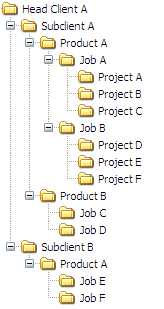 Head Client A
Subclient A
Product A
Job A
Project A
Project B
Project C
Job B
Project D
Project E
Project F
Product B
Job C
Job D
Subclient B
Product A
Job E
Job F